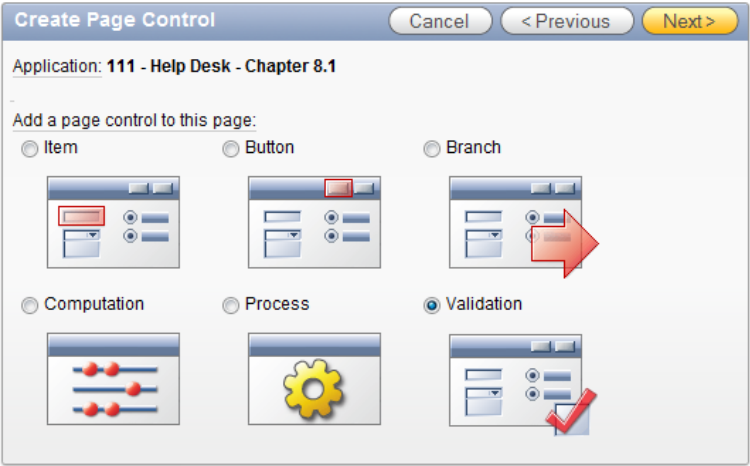 Create Page Control Cancel < Previous Next >
Application: 111 - Help Desk - Chapter 8.1
Add a page control to this page:
Item Button Branch
Computation Process Validation